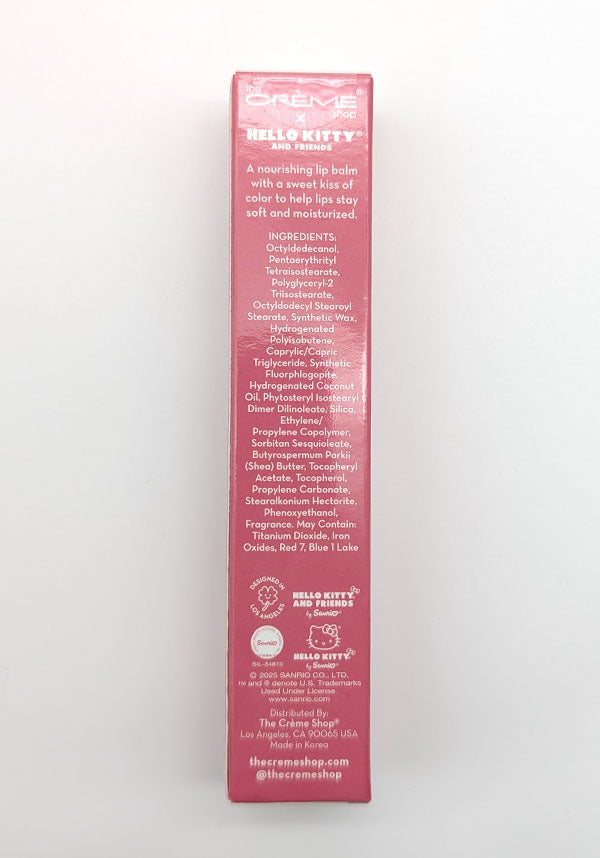 THE
CRÈME®
shop
X
HELLO KITTY®
AND FRIENDS
A nourishing lip balm
with a sweet kiss of
color to help lips stay
soft and moisturized.
INGREDIENTS:
Octyldedecanol,
Pentaerythrityl
Tetraisostearate,
Polyglyceryl-2
Triisostearate,
Octyldodecyl Stearoyl
Stearate, Synthetic Wax,
Hydrogenated
Polyisobutene,
Caprylic/Capric
Triglyceride, Synthetic
Fluorphlogopite,
Hydrogenated Coconut
Oil, Phytosteryl Isostearyl
Dimer Dilinoleate, Silica,
Ethylene/
Propylene Copolymer,
Sorbitan Sesquioleate,
Butyrospermum Parkii
(Shea) Butter, Tocopheryl
Acetate, Tocopherol,
Propylene Carbonate,
Stearalkonium Hectorite,
Phenoxyethanol,
Fragrance. May Contain:
Titanium Dioxide, Iron
Oxides, Red 7, Blue 1 Lake
DESIGNED IN
LOS ANGELES
HELLO KITTY
AND FRIENDS
by Sanrio®
Sanrio
SIL-34810
HELLO KITTY
by Sanrio®
© 2025 SANRIO CO., LTD.
™ and ® denote U.S. Trademarks
Used Under License.
www.sanrio.com
Distributed By:
The Crème Shop®
Los Angeles, CA 90065 USA
Made in Korea
thecremeshop.com
@thecremeshop